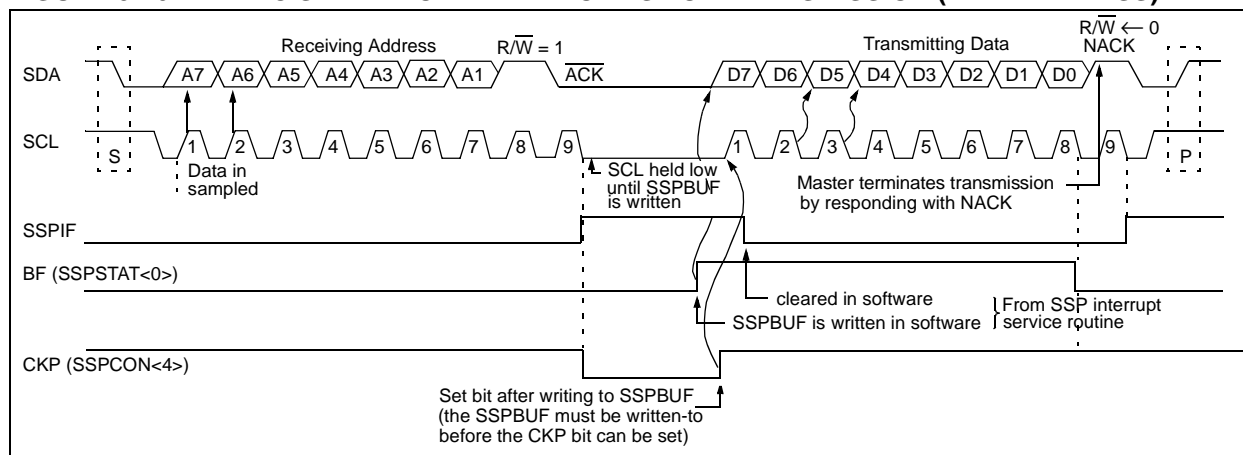 R/W ← 0
Receiving Address R/W = 1 Transmitting Data NACK
SDA A7 A6 A5 A4 A3 A2 A1 ACK D7 D6 D5 D4 D3 D2 D1 D0
SCL 1 2 3 4 5 6 7 8 9 1 2 3 4 5 6 7 8 9
S P
Data in
sampled
SCL held low
until SSPBUF
is written
Master terminates transmission
by responding with NACK
SSPIF
BF (SSPSTAT<0>)
cleared in software
SSPBUF is written in software
From SSP interrupt
service routine
CKP (SSPCON<4>)
Set bit after writing to SSPBUF
(the SSPBUF must be written-to
before the CKP bit can be set)